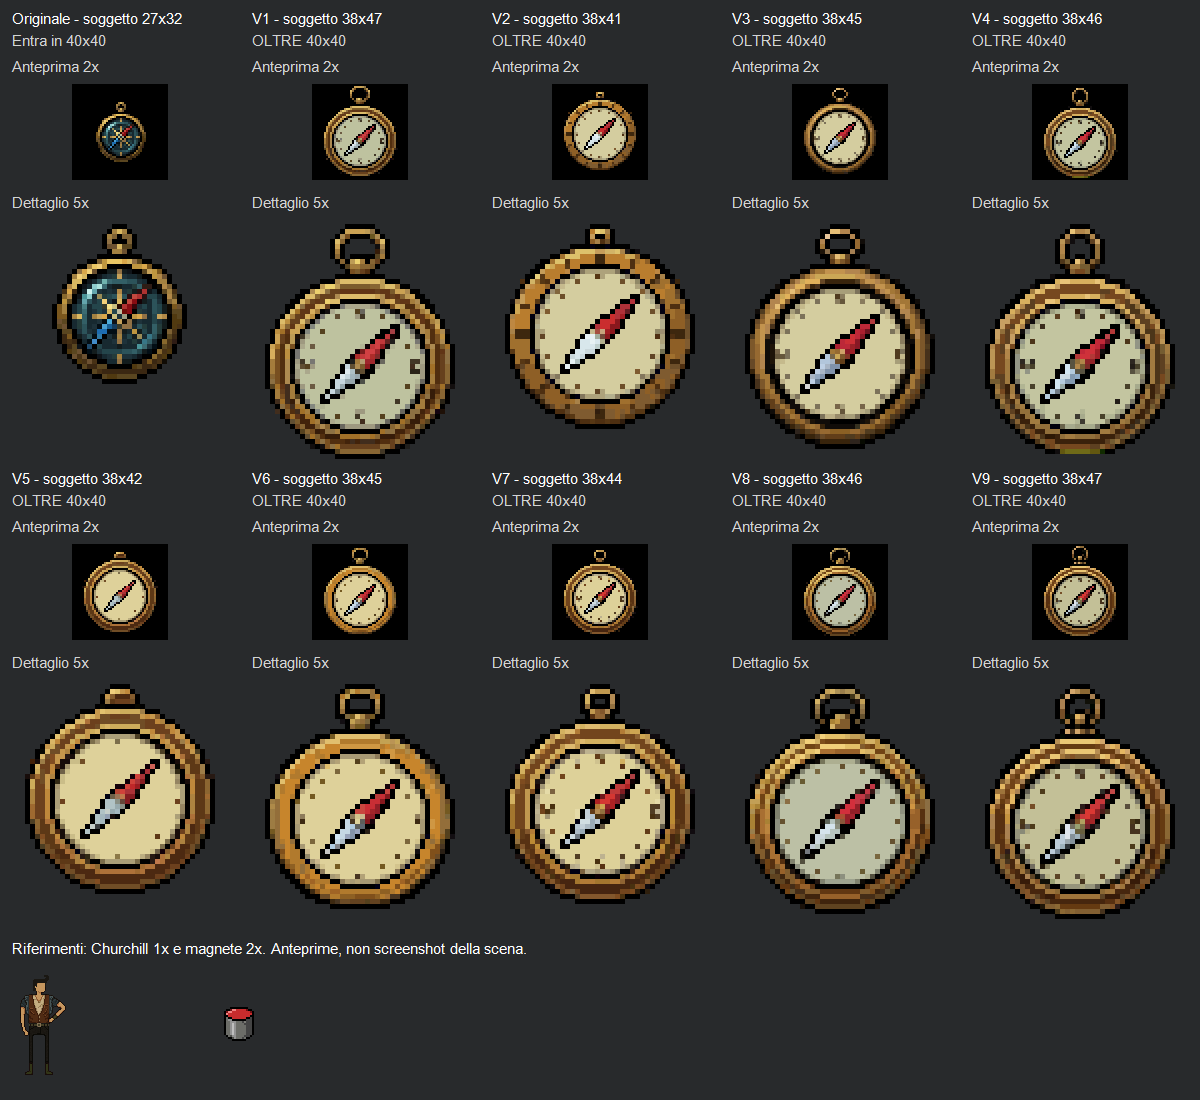 Originale - soggetto 27x32
Entra in 40x40
Anteprima 2x
Dettaglio 5x
V1 - soggetto 38x47
OLTRE 40x40
Anteprima 2x
Dettaglio 5x
V2 - soggetto 38x41
OLTRE 40x40
Anteprima 2x
Dettaglio 5x
V3 - soggetto 38x45
OLTRE 40x40
Anteprima 2x
Dettaglio 5x
V4 - soggetto 38x46
OLTRE 40x40
Anteprima 2x
Dettaglio 5x
V5 - soggetto 38x42
OLTRE 40x40
Anteprima 2x
Dettaglio 5x
V6 - soggetto 38x45
OLTRE 40x40
Anteprima 2x
Dettaglio 5x
V7 - soggetto 38x44
OLTRE 40x40
Anteprima 2x
Dettaglio 5x
V8 - soggetto 38x46
OLTRE 40x40
Anteprima 2x
Dettaglio 5x
V9 - soggetto 38x47
OLTRE 40x40
Anteprima 2x
Dettaglio 5x
Riferimenti: Churchill 1x e magnete 2x. Anteprime, non screenshot della scena.